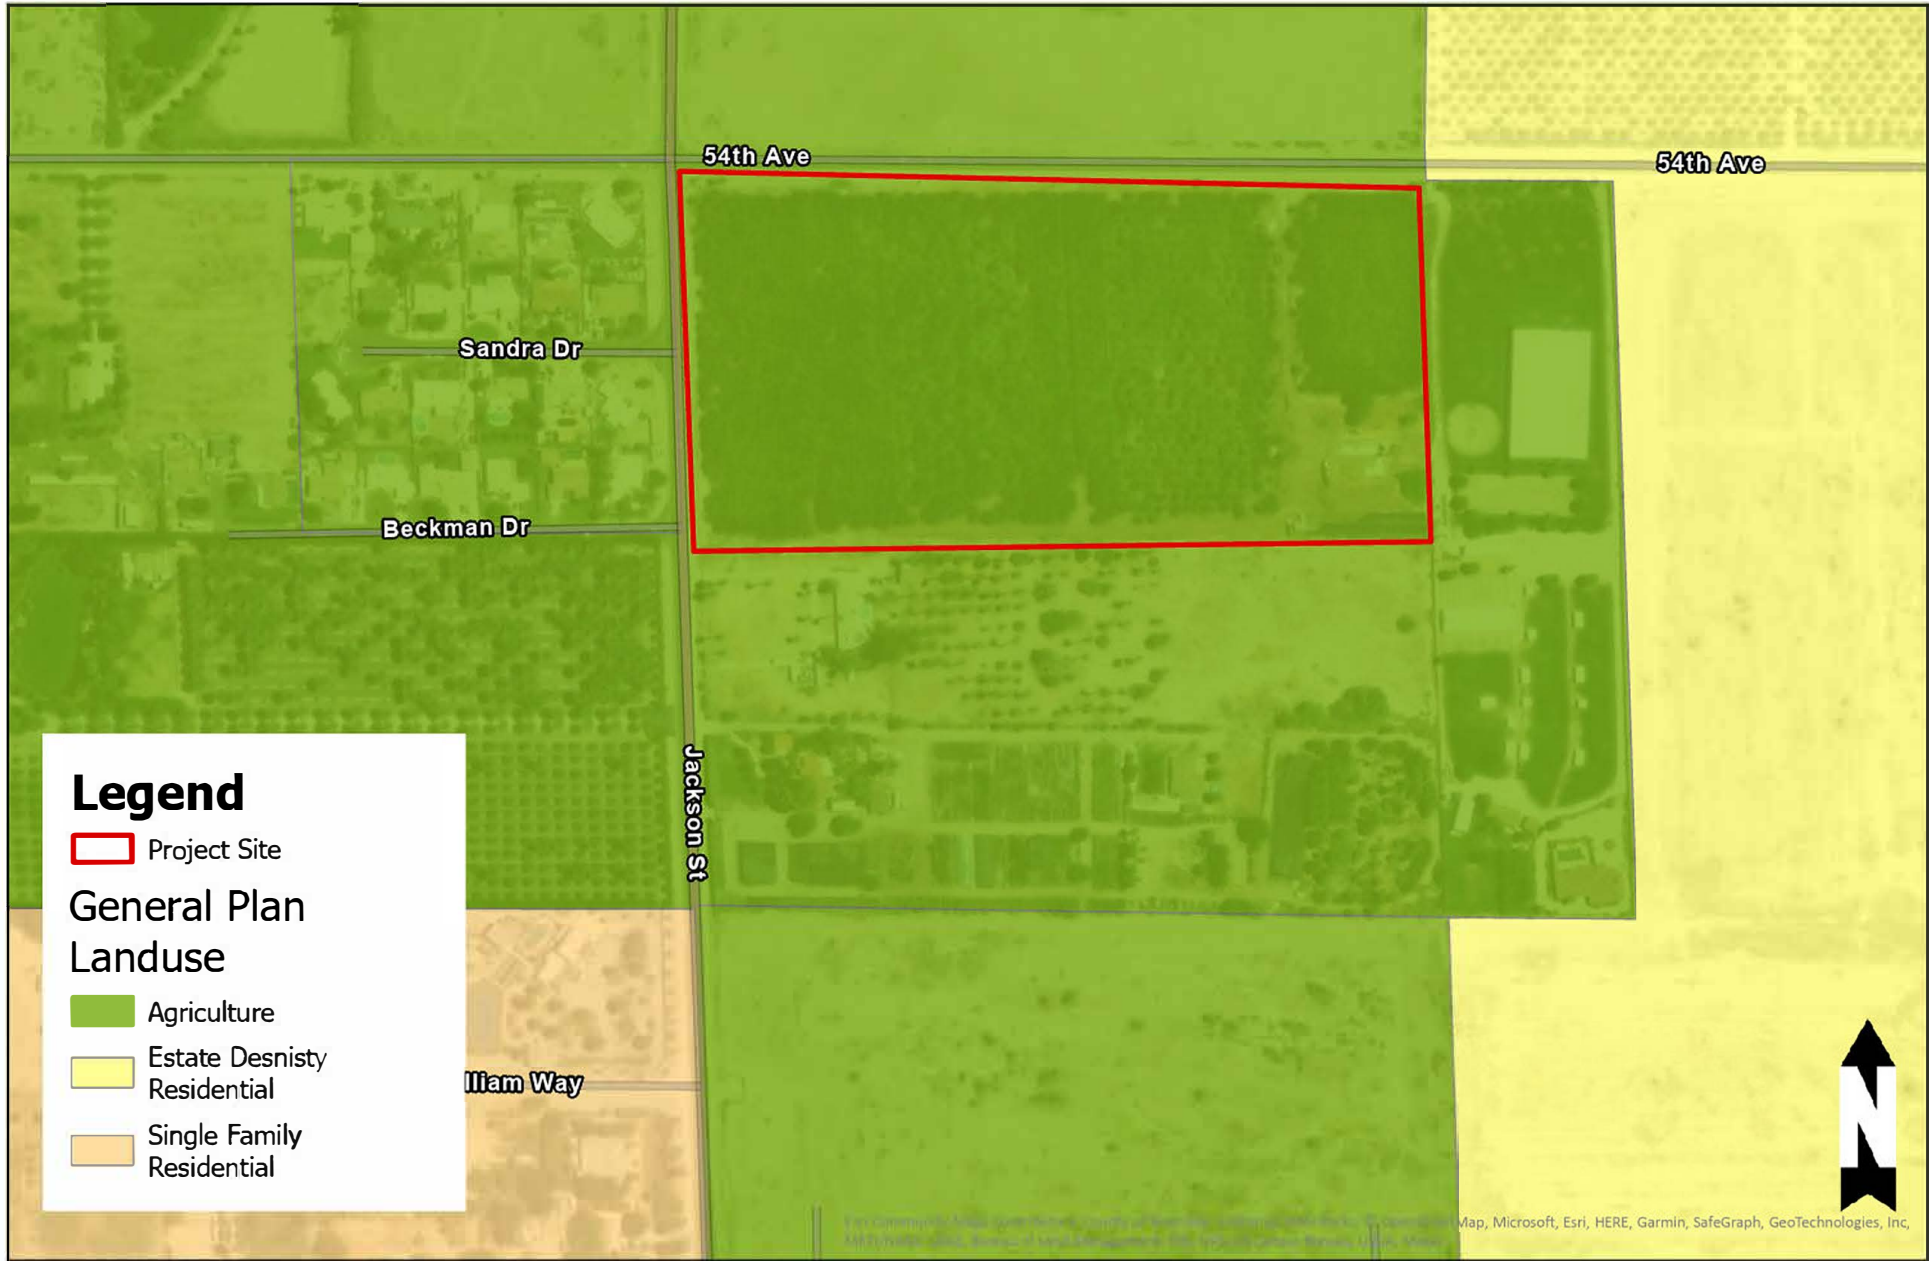 54th Ave
54th Ave
Sandra Dr
Beckman Dr
Jackson St
Legend
Project Site
General Plan
Landuse
Agriculture
Estate Desnisty
Residential
Single Family
Residential
lliam Way
N
Map, Microsoft, Esri, HERE, Garmin, SafeGraph, GeoTechnologies, Inc,